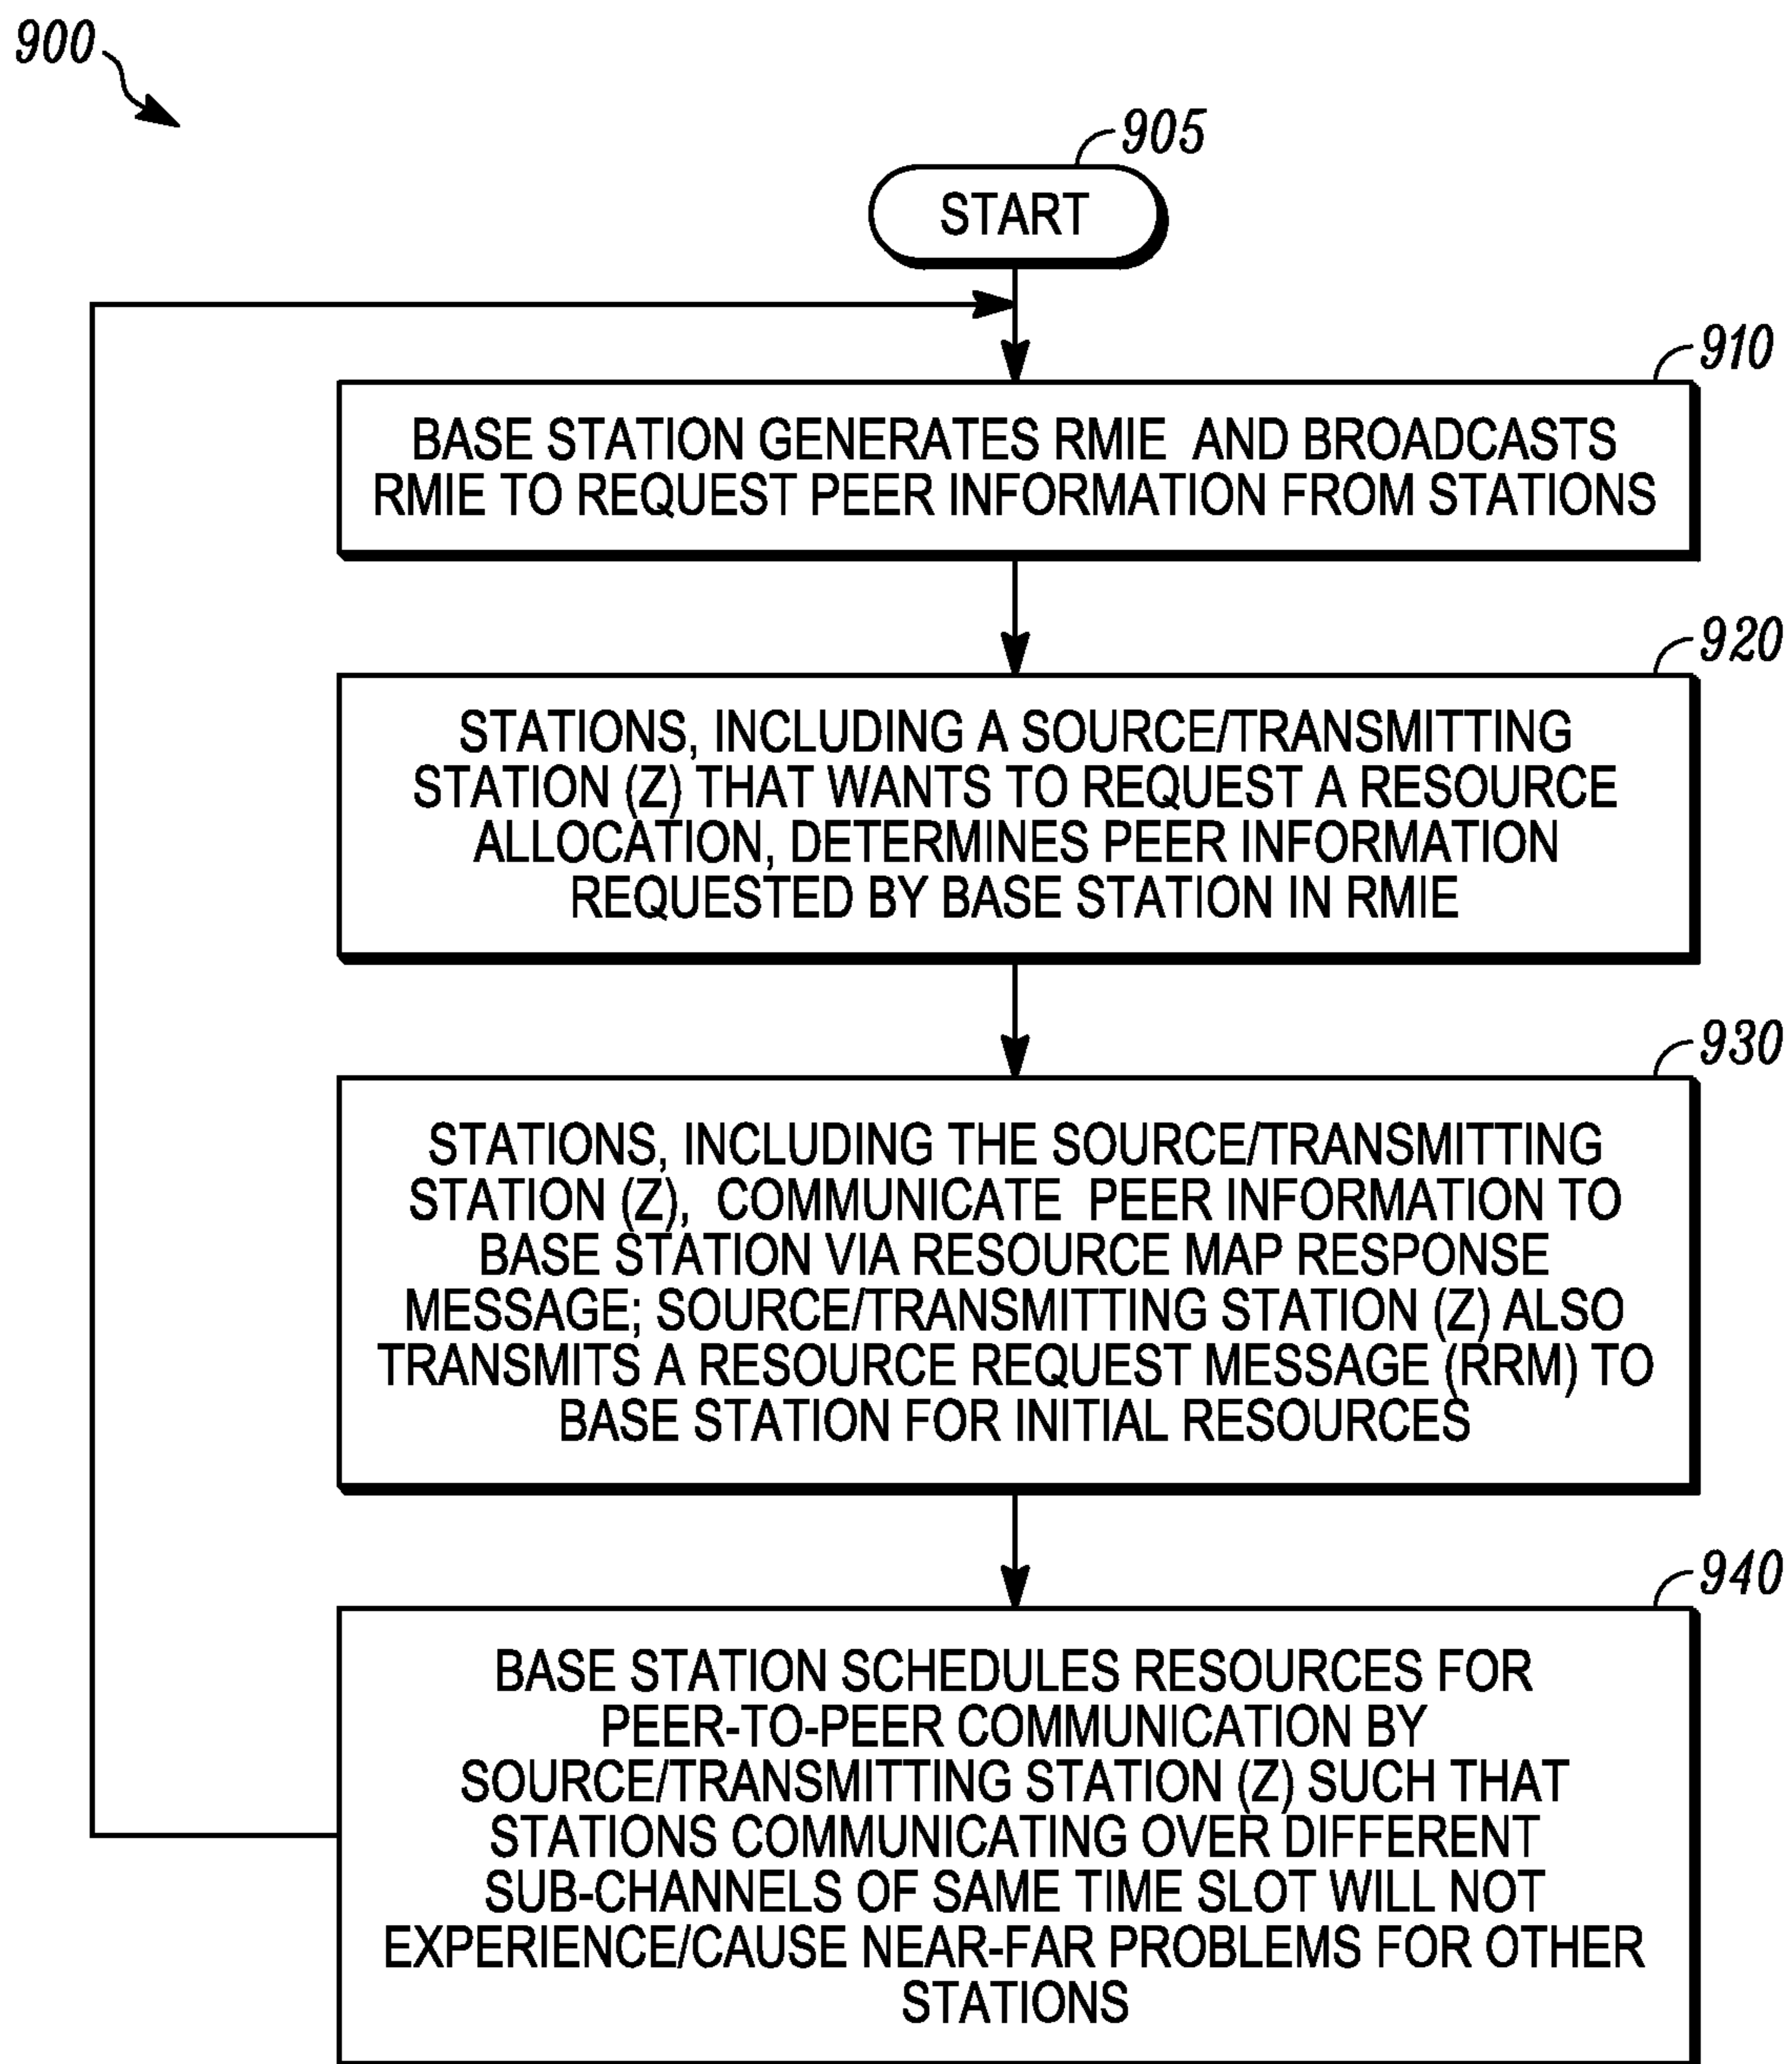 900
905
START
910
BASE STATION GENERATES RMIE AND BROADCASTS
RMIE TO REQUEST PEER INFORMATION FROM STATIONS
920
STATIONS, INCLUDING A SOURCE/TRANSMITTING
STATION (Z) THAT WANTS TO REQUEST A RESOURCE
ALLOCATION, DETERMINES PEER INFORMATION
REQUESTED BY BASE STATION IN RMIE
930
STATIONS, INCLUDING THE SOURCE/TRANSMITTING
STATION (Z), COMMUNICATE PEER INFORMATION TO
BASE STATION VIA RESOURCE MAP RESPONSE
MESSAGE; SOURCE/TRANSMITTING STATION (Z) ALSO
TRANSMITS A RESOURCE REQUEST MESSAGE (RRM) TO
BASE STATION FOR INITIAL RESOURCES
940
BASE STATION SCHEDULES RESOURCES FOR
PEER-TO-PEER COMMUNICATION BY
SOURCE/TRANSMITTING STATION (Z) SUCH THAT
STATIONS COMMUNICATING OVER DIFFERENT
SUB-CHANNELS OF SAME TIME SLOT WILL NOT
EXPERIENCE/CAUSE NEAR-FAR PROBLEMS FOR OTHER
STATIONS